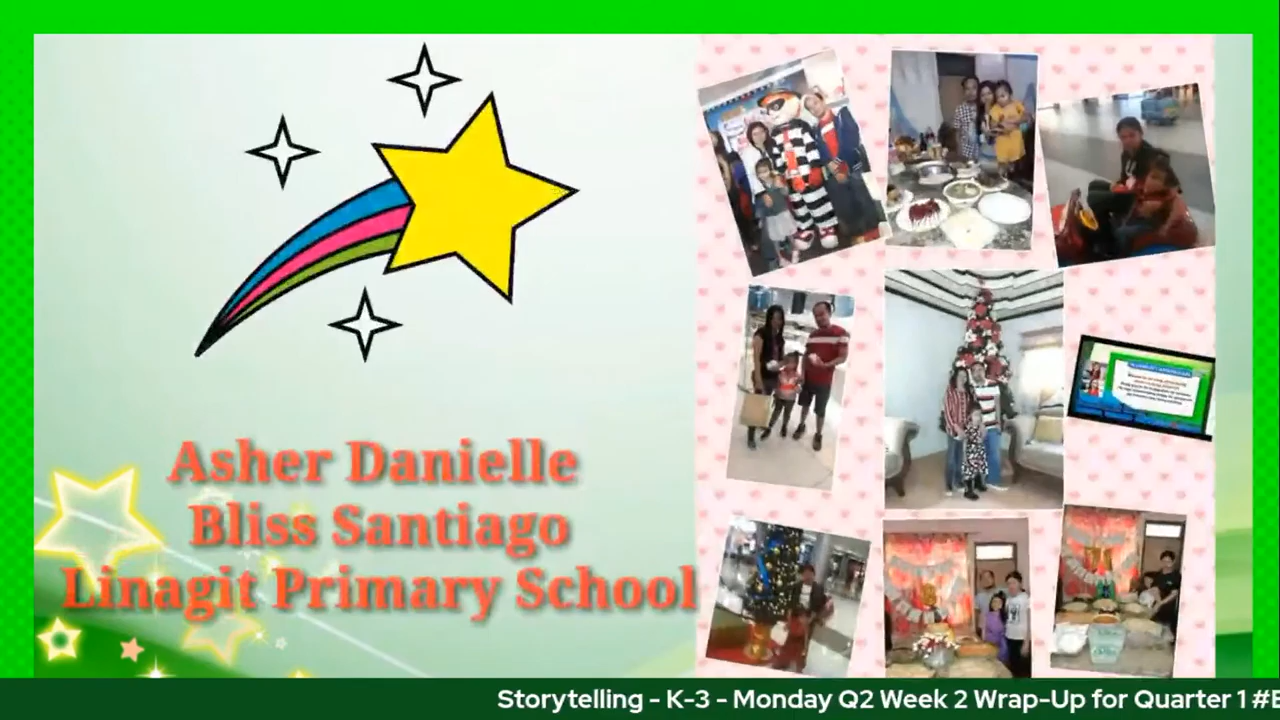 Asher Danielle
Bliss Santiago
Linagit Primary School
Storytelling - K-3 - Monday Q2 Week 2 Wrap-Up for Quarter 1 #E